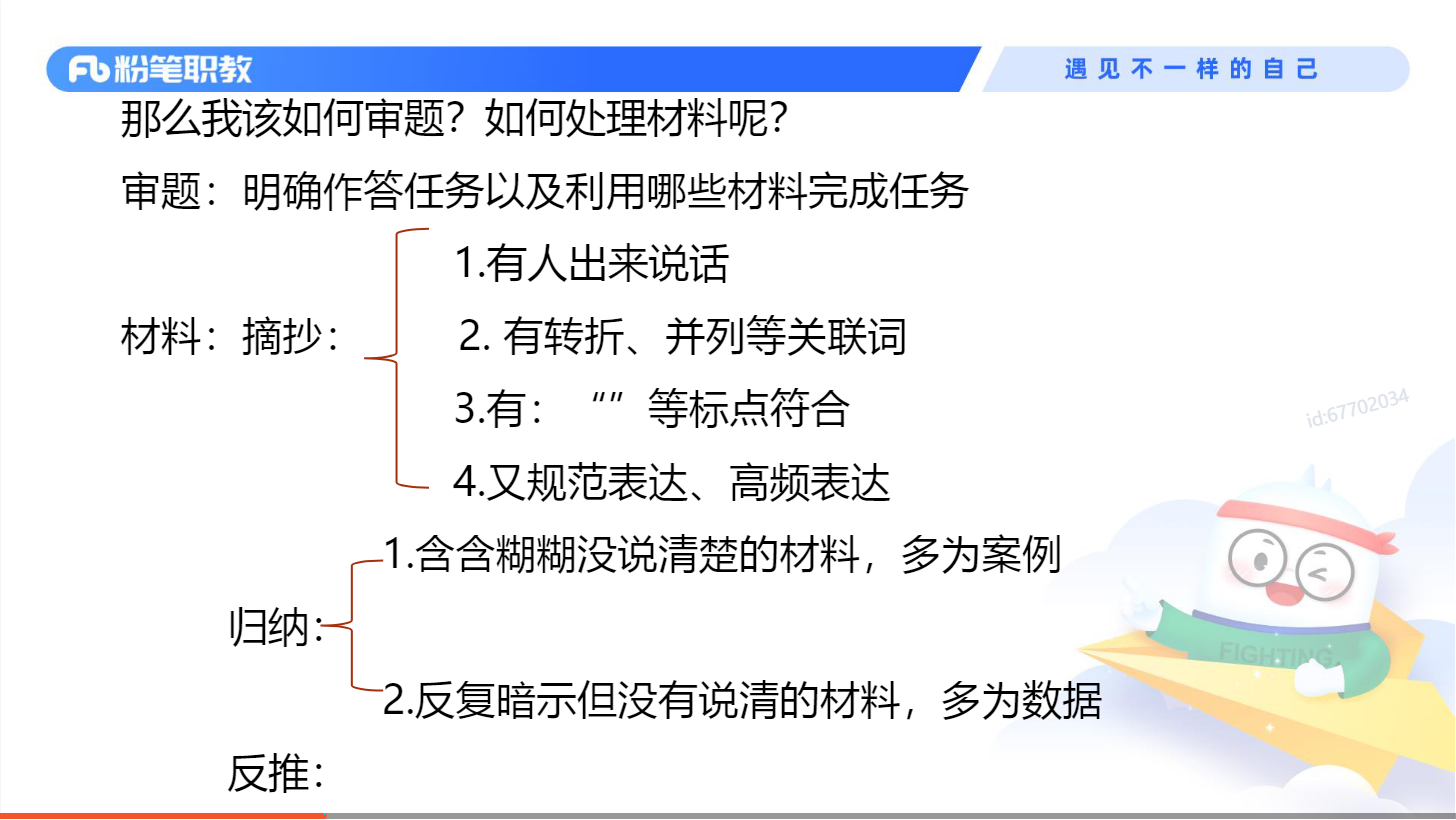 粉笔职教
遇见不一样的自己
那么我该如何审题？如何处理材料呢？
审题：明确作答任务以及利用哪些材料完成任务
1.有人出来说话
材料：摘抄：
2. 有转折、并列等关联词
3.有：“”等标点符合
4.又规范表达、高频表达
1.含含糊糊没说清楚的材料，多为案例
归纳：
2.反复暗示但没有说清的材料，多为数据
反推：
id:67702034
FIGHTING